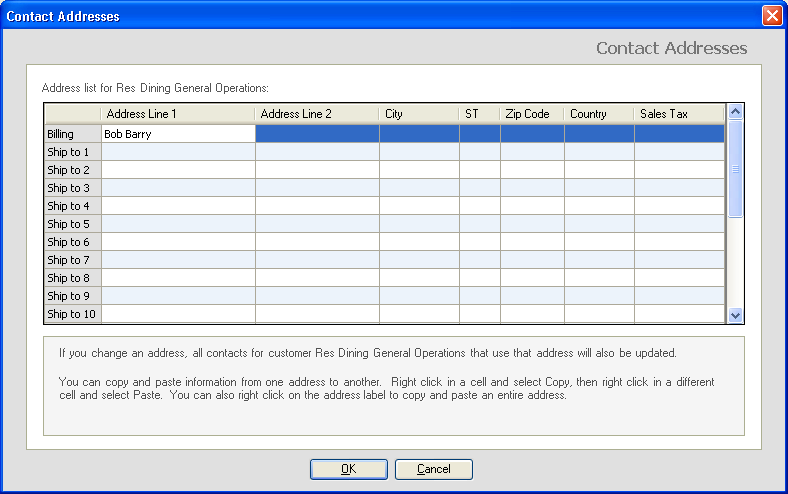 Contact Addresses
Contact Addresses
Address list for Res Dining General Operations:
Address Line 1 Address Line 2 City ST Zip Code Country Sales Tax
Billing Bob Barry
Ship to 1
Ship to 2
Ship to 3
Ship to 4
Ship to 5
Ship to 6
Ship to 7
Ship to 8
Ship to 9
Ship to 10
If you change an address, all contacts for customer Res Dining General Operations that use that address will also be updated.
You can copy and paste information from one address to another. Right click in a cell and select Copy, then right click in a different
cell and select Paste. You can also right click on the address label to copy and paste an entire address.
OK Cancel